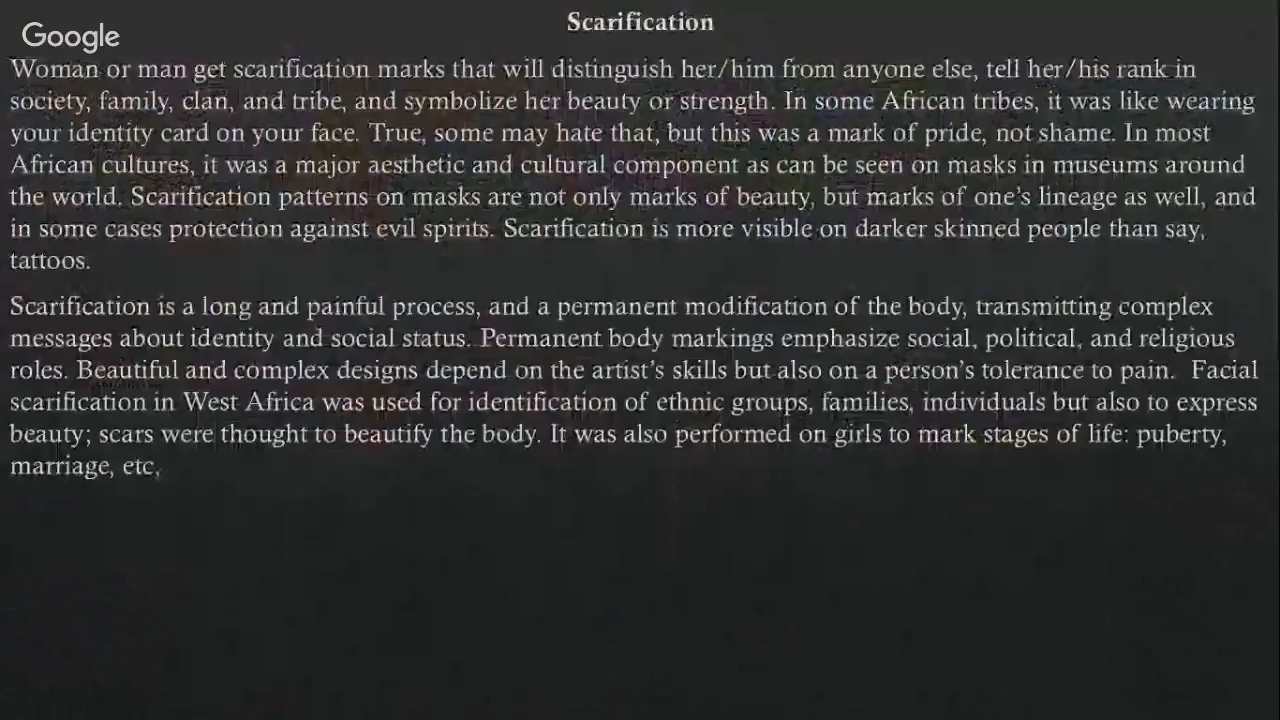 Scarification
Google
Woman or man get scarification marks that will distinguish her/him from anyone else, tell her/his rank in
society, family, clan, and tribe, and symbolize her beauty or strength. In some African tribes, it was like wearing
your identity card on your face. True, some may hate that, but this was a mark of pride, not shame. In most
African cultures, it was a major aesthetic and cultural component as can be seen on masks in museums around
the world. Scarification patterns on masks are not only marks of beauty, but marks of one’s lineage as well, and
in some cases protection against evil spirits. Scarification is more visible on darker skinned people than say,
tattoos.
Scarification is a long and painful process, and a permanent modification of the body, transmitting complex
messages about identity and social status. Permanent body markings emphasize social, political, and religious
roles. Beautiful and complex designs depend on the artist’s skills but also on a person’s tolerance to pain.  Facial
scarification in West Africa was used for identification of ethnic groups, families, individuals but also to express
beauty; scars were thought to beautify the body. It was also performed on girls to mark stages of life: puberty,
marriage, etc,